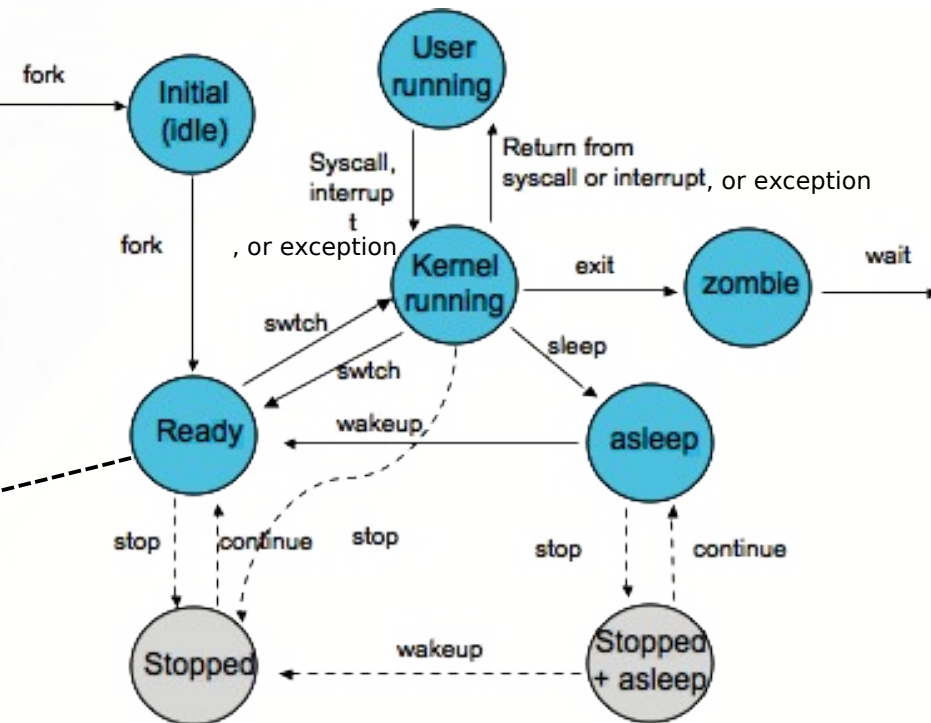 fork
Initial
(idle)
User
running
Syscall,
interrup
t
, or exception
Return from
syscall or interrupt, or exception
fork
Kernel
running
exit
zombie
wait
swtch
swtch
sleep
Ready
wakeup
asleep
stop
continue
stop
stop
continue
Stopped
wakeup
Stopped
+ asleep